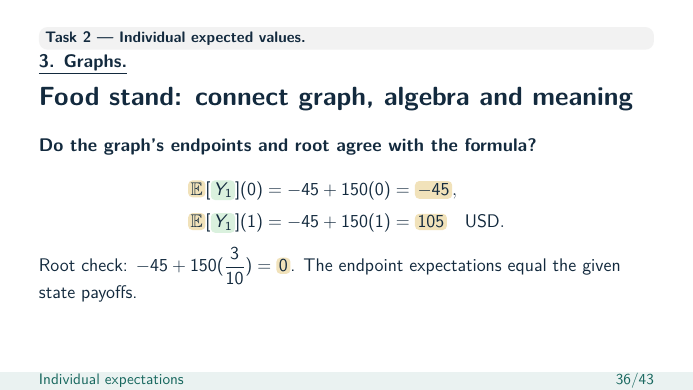 Task 2 — Individual expected values.
3. Graphs.
Food stand: connect graph, algebra and meaning
Do the graph's endpoints and root agree with the formula?
𝔼[Y₁](0) = −45 + 150(0) = −45,
𝔼[Y₁](1) = −45 + 150(1) = 105 USD.
Root check: −45 + 150(3/10) = 0. The endpoint expectations equal the given
state payoffs.
Individual expectations 36/43